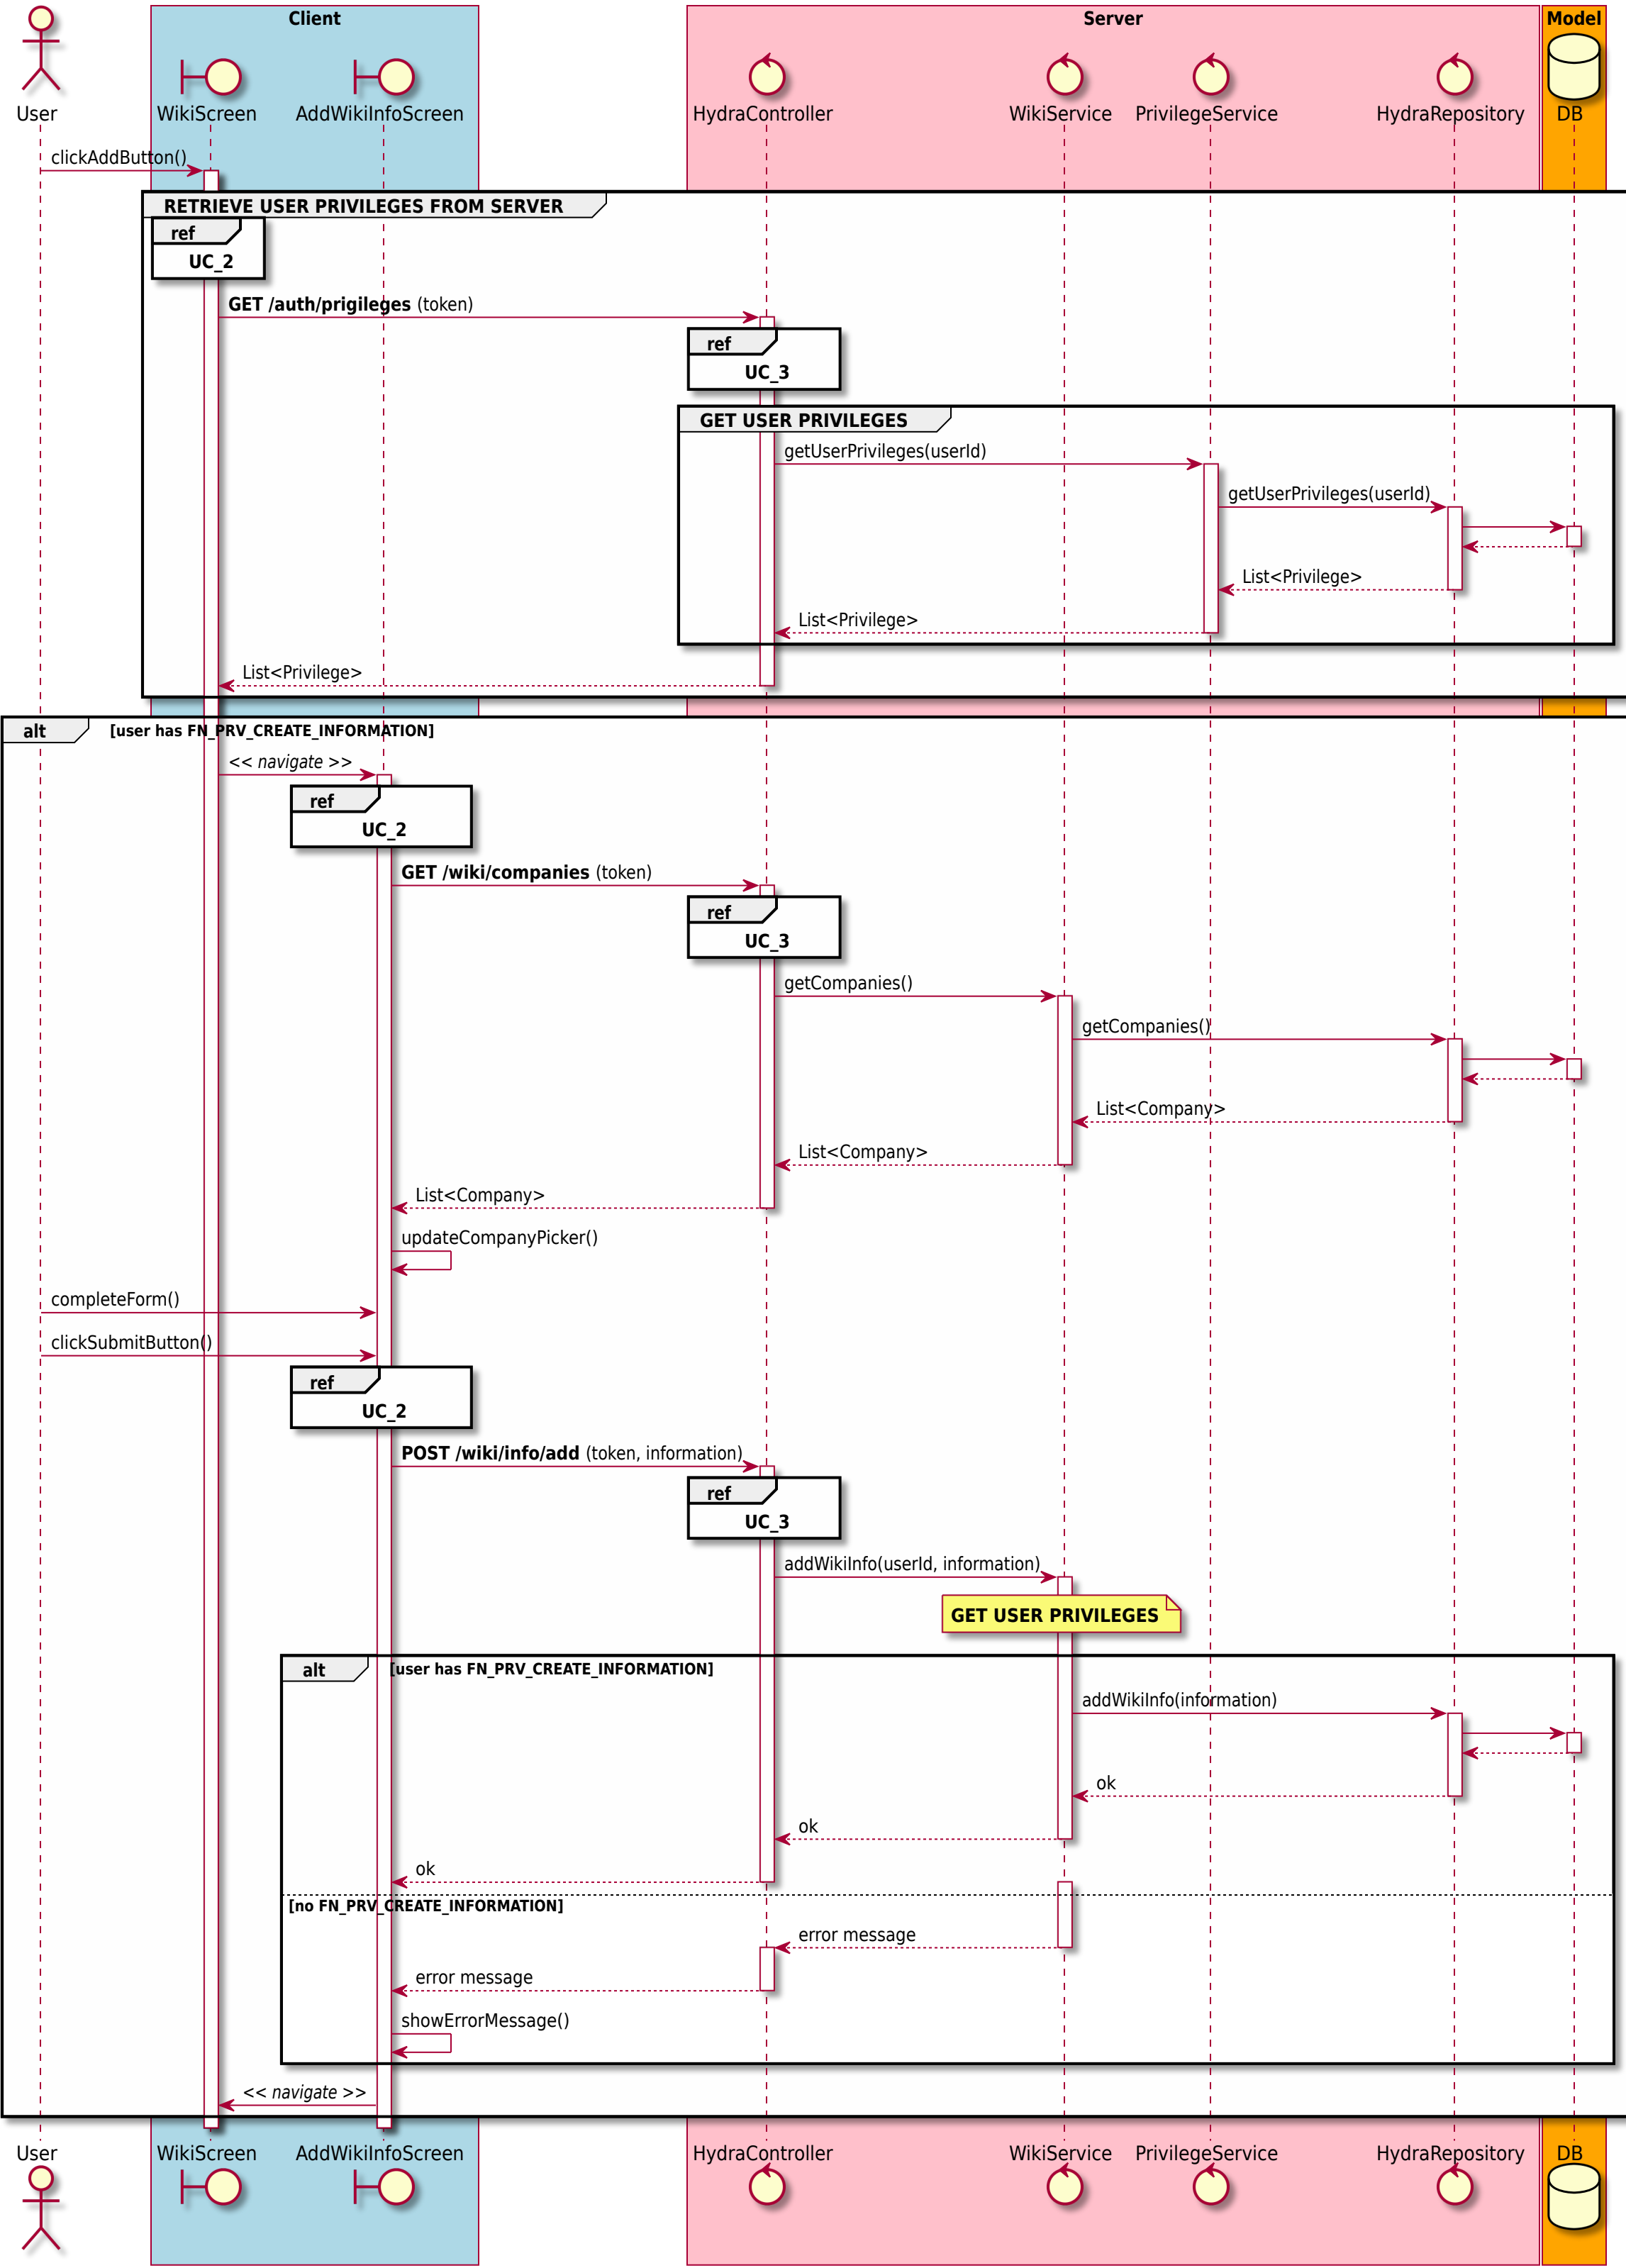 Client
Server
Model
User
WikiScreen
AddWikiInfoScreen
HydraController
WikiService
PrivilegeService
HydraRepository
DB
clickAddButton()
RETRIEVE USER PRIVILEGES FROM SERVER
ref
UC_2
GET /auth/prigileges (token)
ref
UC_3
GET USER PRIVILEGES
getUserPrivileges(userId)
getUserPrivileges(userId)
List<Privilege>
List<Privilege>
List<Privilege>
alt
[user has FN_PRV_CREATE_INFORMATION]
<< navigate >>
ref
UC_2
GET /wiki/companies (token)
ref
UC_3
getCompanies()
getCompanies()
List<Company>
List<Company>
List<Company>
updateCompanyPicker()
completeForm()
clickSubmitButton()
ref
UC_2
POST /wiki/info/add (token, information)
ref
UC_3
addWikiInfo(userId, information)
GET USER PRIVILEGES
alt
[user has FN_PRV_CREATE_INFORMATION]
addWikiInfo(information)
ok
ok
ok
[no FN_PRV_CREATE_INFORMATION]
error message
error message
showErrorMessage()
<< navigate >>
User
WikiScreen
AddWikiInfoScreen
HydraController
WikiService
PrivilegeService
HydraRepository
DB